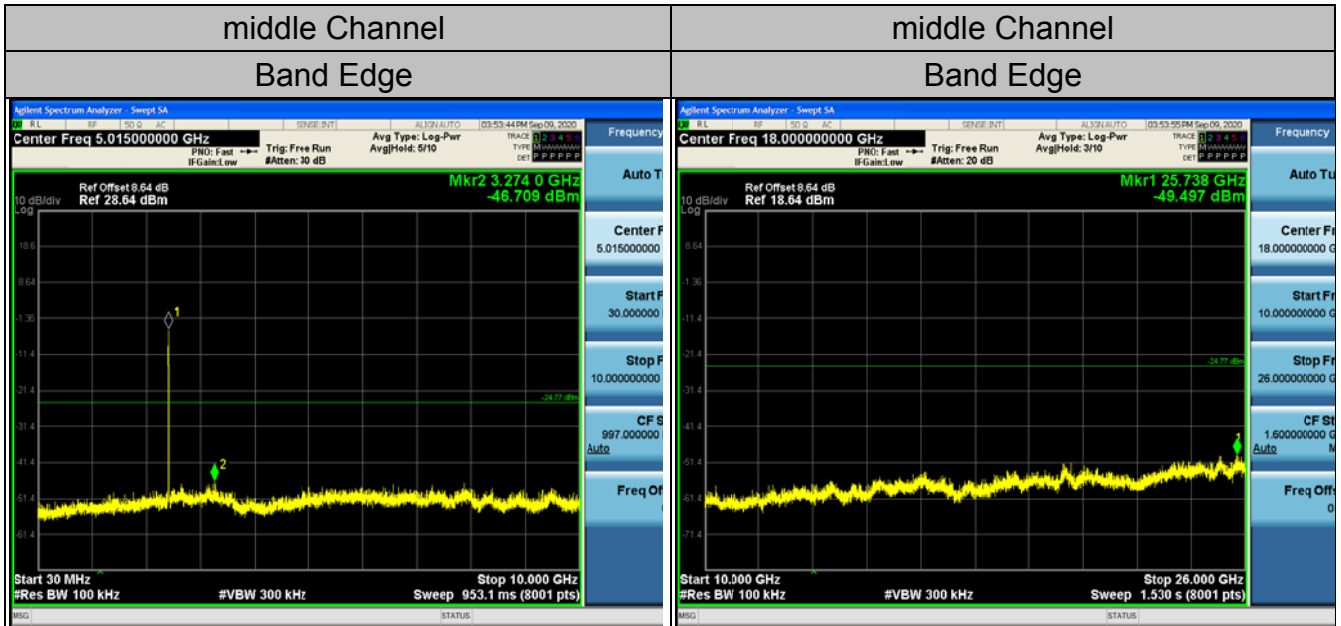 middle Channel
middle Channel
Band Edge
Band Edge
Agilent Spectrum Analyzer - Swept SA
RL RF 50 Ω AC SENSE:INT ALIGN AUTO 03:53:44 PM Sep 09, 2020
Center Freq 5.015000000 GHz
PNO: Fast
IFGain:Low
Trig: Free Run
#Atten: 30 dB
Avg Type: Log-Pwr
Avg|Hold: 5/10
TRACE 1 2 3 4 5 6
TYPE M
DET P P P P P P
Ref Offset 8.64 dB
Ref 28.64 dBm
10 dB/div
Log
Mkr2 3.274 0 GHz
-46.709 dBm
18.6
8.64
-1.36
-11.4
-21.4
-31.4
-41.4
-51.4
-61.4
1
2
-24.77 dBm
Start 30 MHz
Stop 10.000 GHz
#Res BW 100 kHz
#VBW 300 kHz
Sweep 953.1 ms (8001 pts)
MSG
STATUS
Frequency
Auto T
Center F
5.015000000
Start F
30.000000
Stop F
10.000000000
CF S
997.000000
Auto
Freq Of
Agilent Spectrum Analyzer - Swept SA
RL RF 50 Ω AC SENSE:INT ALIGN AUTO 03:53:55 PM Sep 09, 2020
Center Freq 18.000000000 GHz
PNO: Fast
IFGain:Low
Trig: Free Run
#Atten: 20 dB
Avg Type: Log-Pwr
Avg|Hold: 3/10
TRACE 1 2 3 4 5 6
TYPE M
DET P P P P P P
Ref Offset 8.64 dB
Ref 18.64 dBm
10 dB/div
Log
Mkr1 25.738 GHz
-49.497 dBm
8.64
-1.36
-11.4
-21.4
-31.4
-41.4
-51.4
-61.4
-71.4
1
-24.77 dBm
Start 10.000 GHz
Stop 26.000 GHz
#Res BW 100 kHz
#VBW 300 kHz
Sweep 1.530 s (8001 pts)
MSG
STATUS
Frequency
Auto Tu
Center Fr
18.000000000 G
Start Fr
10.000000000 G
Stop Fr
26.000000000 G
CF St
1.600000000 G
Auto M
Freq Offs
0